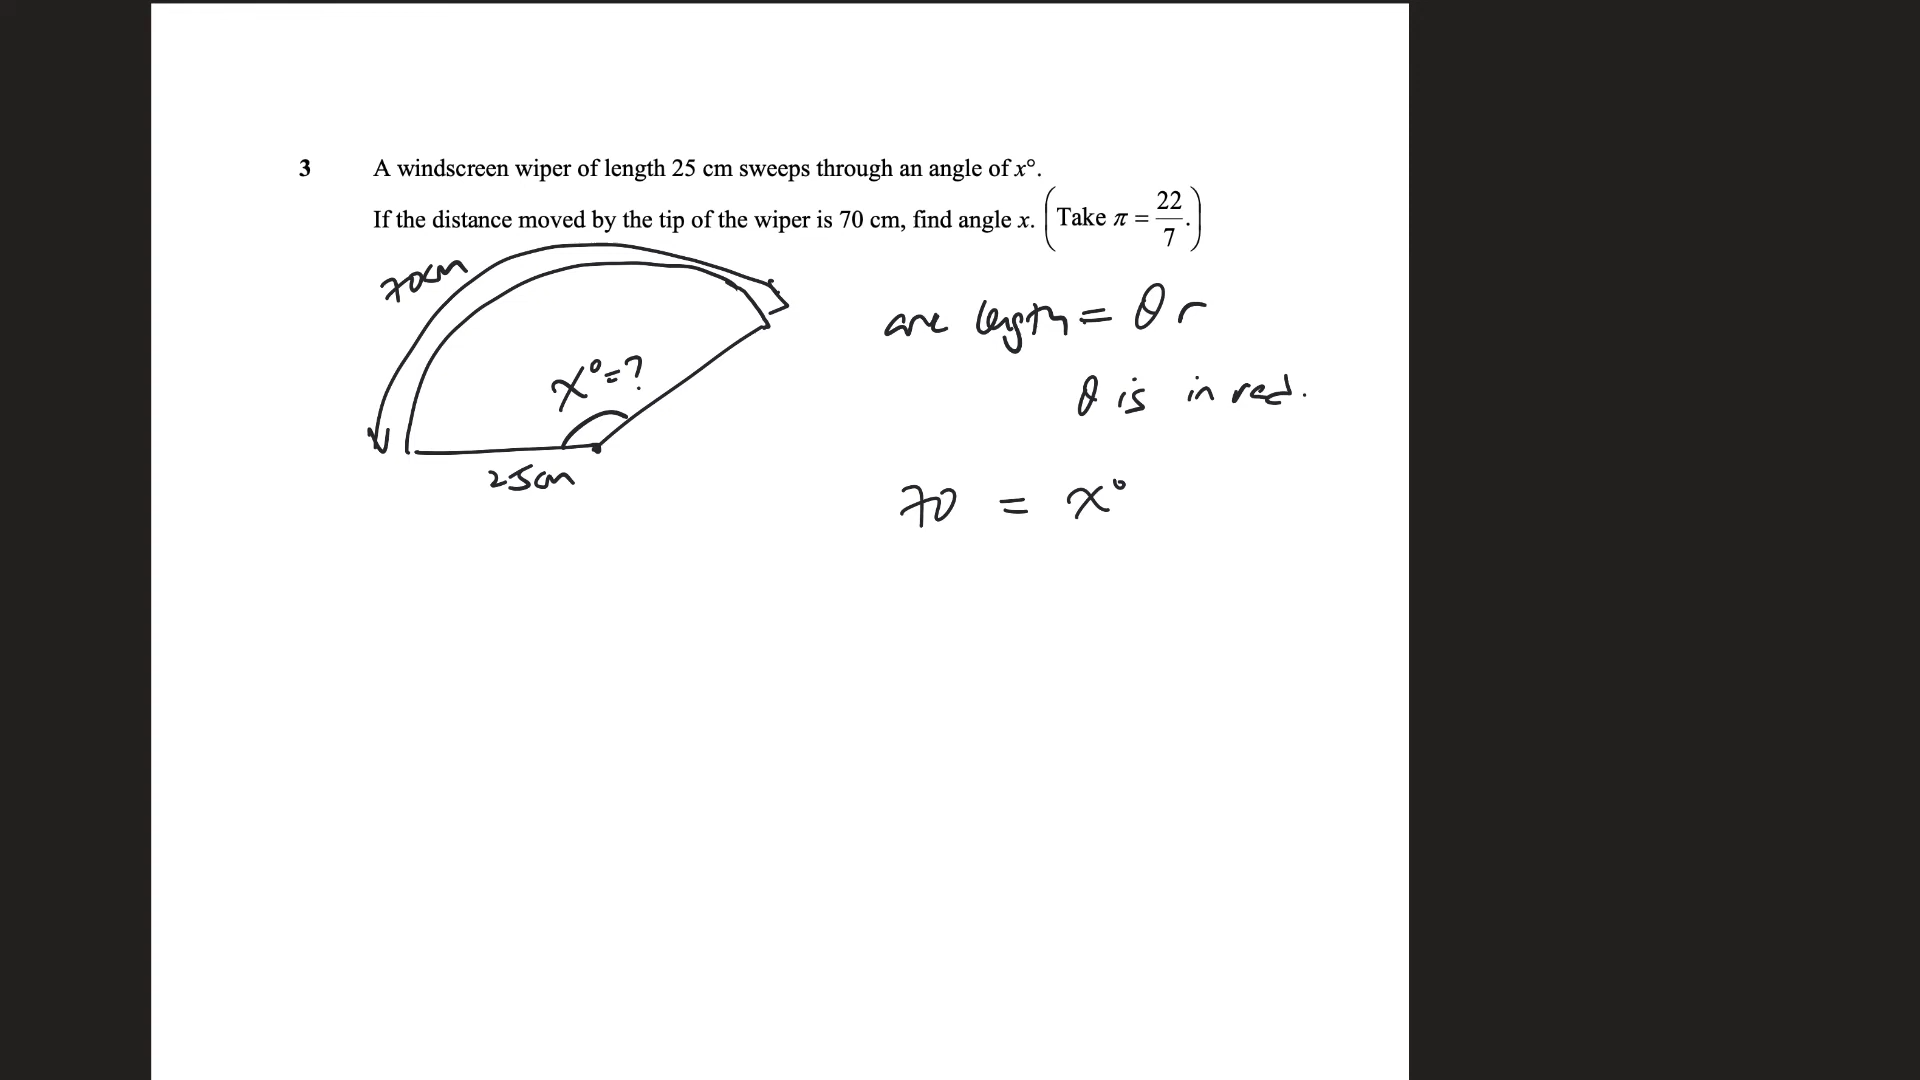 3 A windscreen wiper of length 25 cm sweeps through an angle of x°.
If the distance moved by the tip of the wiper is 70 cm, find angle x. (Take π = 22/7.)
70cm
x°=?
25cm
arc length = θ r
θ is in rad.
70 = x°